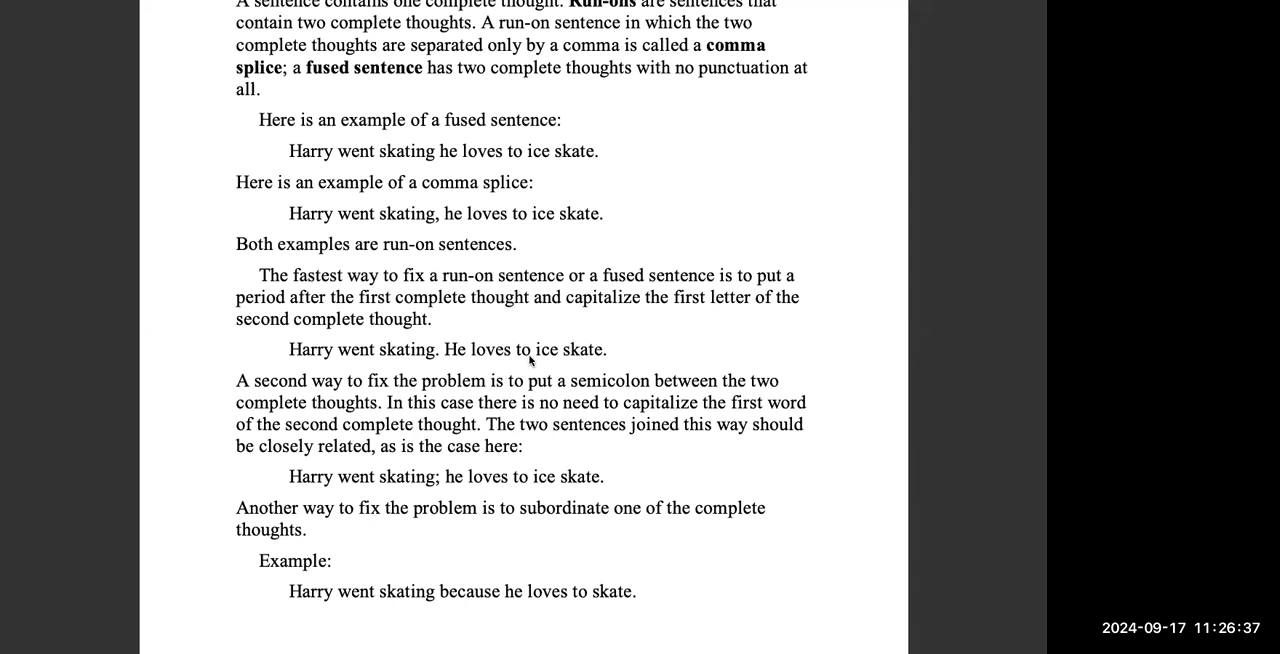 A sentence contains one complete thought. Run-ons are sentences that
contain two complete thoughts. A run-on sentence in which the two
complete thoughts are separated only by a comma is called a comma
splice; a fused sentence has two complete thoughts with no punctuation at
all.
Here is an example of a fused sentence:
Harry went skating he loves to ice skate.
Here is an example of a comma splice:
Harry went skating, he loves to ice skate.
Both examples are run-on sentences.
The fastest way to fix a run-on sentence or a fused sentence is to put a
period after the first complete thought and capitalize the first letter of the
second complete thought.
Harry went skating. He loves to ice skate.
A second way to fix the problem is to put a semicolon between the two
complete thoughts. In this case there is no need to capitalize the first word
of the second complete thought. The two sentences joined this way should
be closely related, as is the case here:
Harry went skating; he loves to ice skate.
Another way to fix the problem is to subordinate one of the complete
thoughts.
Example:
Harry went skating because he loves to skate.
2024-09-17 11:26:37